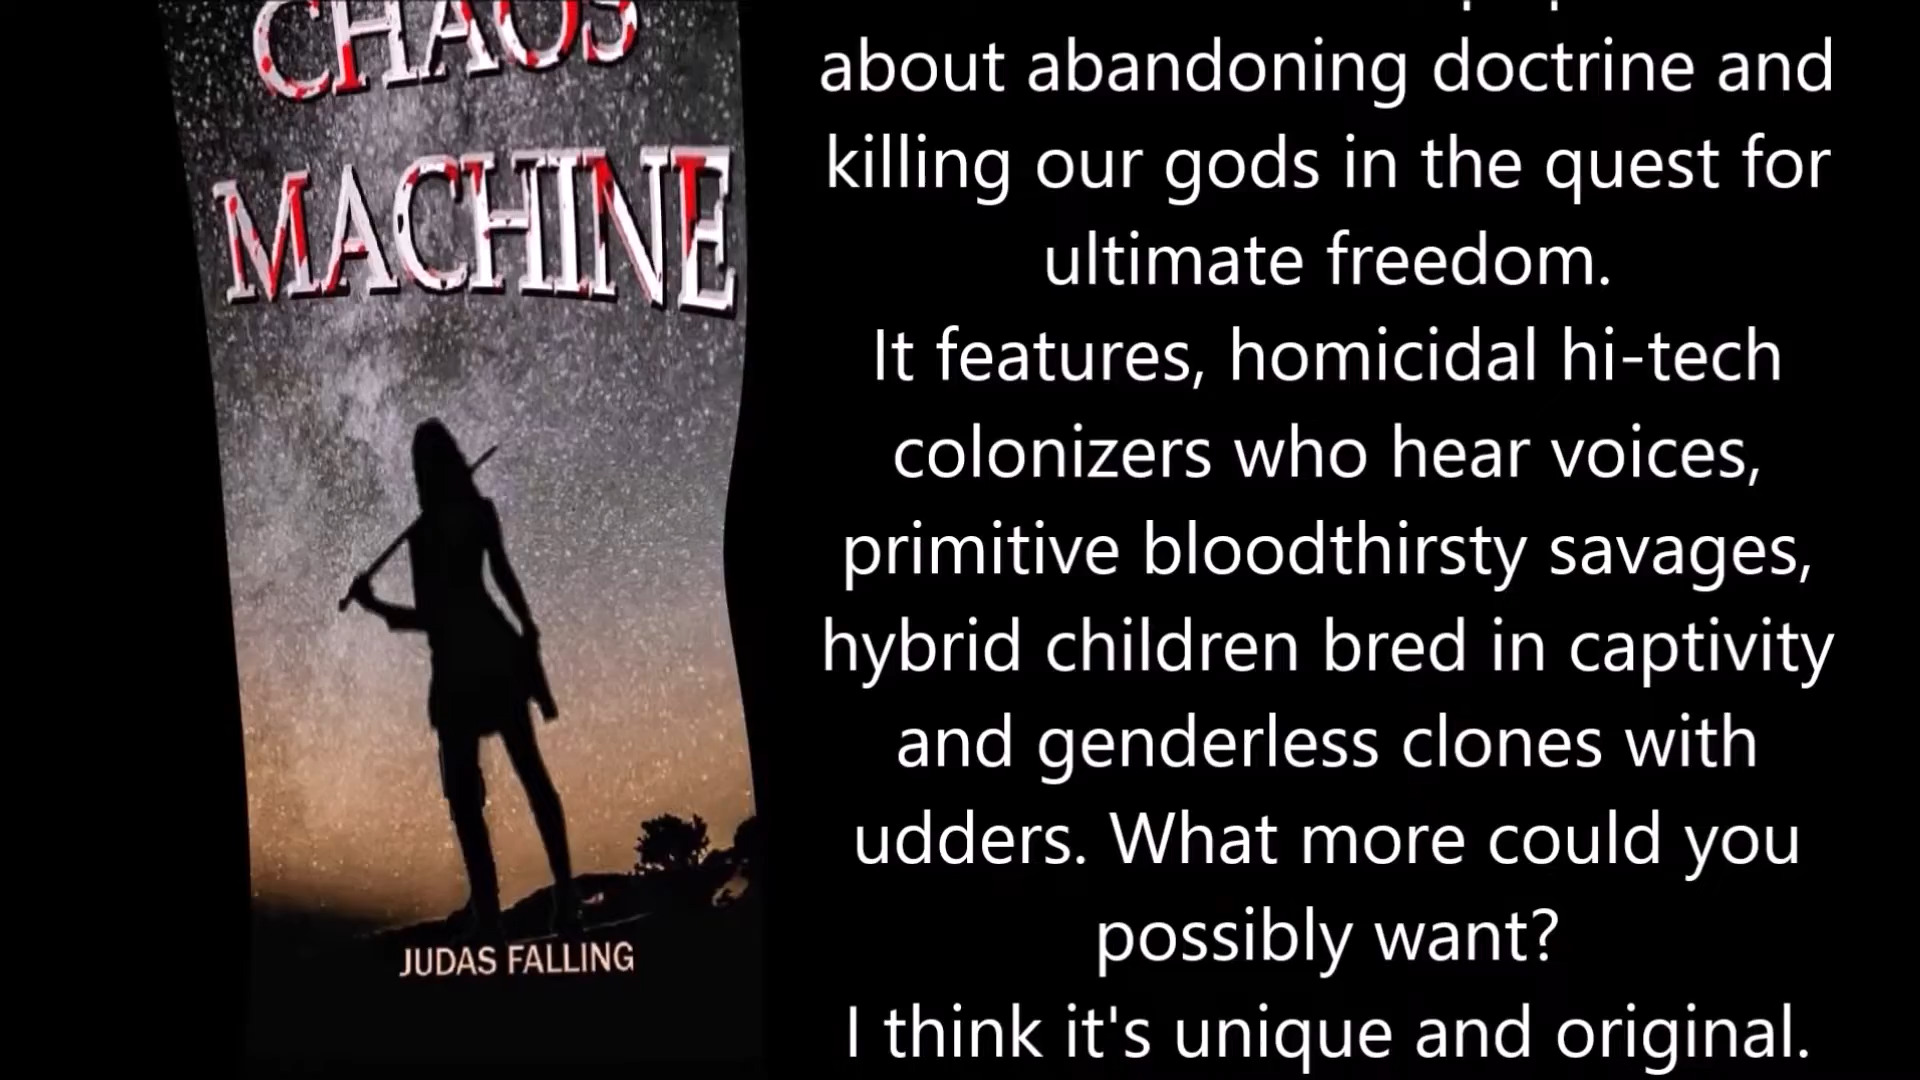 CHAOS
MACHINE
JUDAS FALLING
about abandoning doctrine and
killing our gods in the quest for
ultimate freedom.
It features, homicidal hi-tech
colonizers who hear voices,
primitive bloodthirsty savages,
hybrid children bred in captivity
and genderless clones with
udders. What more could you
possibly want?
I think it's unique and original.